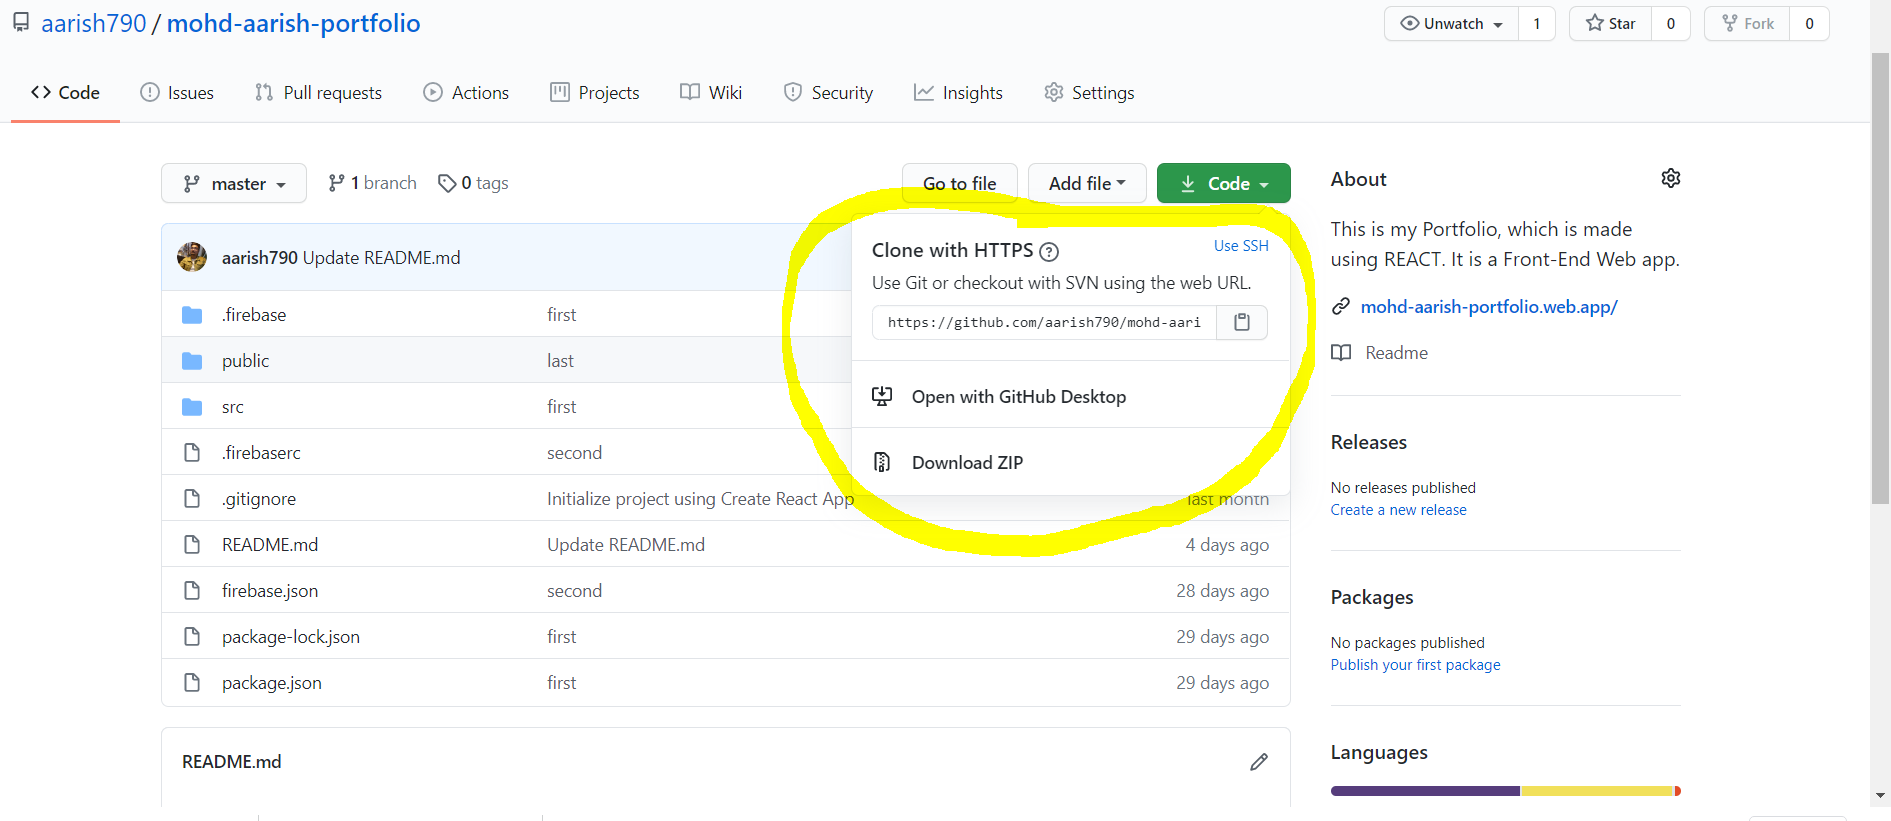 aarish790 / mohd-aarish-portfolio
Unwatch 1 Star 0 Fork 0
Code Issues Pull requests Actions Projects Wiki Security Insights Settings
master 1 branch 0 tags Go to file Add file Code
aarish790 Update README.md
.firebase first
public last
src first
.firebaserc second
.gitignore Initialize project using Create React App last month
README.md Update README.md 4 days ago
firebase.json second 28 days ago
package-lock.json first 29 days ago
package.json first 29 days ago
Clone with HTTPS ? Use SSH
Use Git or checkout with SVN using the web URL.
https://github.com/aarish790/mohd-aari
Open with GitHub Desktop
Download ZIP
README.md
About
This is my Portfolio, which is made
using REACT. It is a Front-End Web app.
mohd-aarish-portfolio.web.app/
Readme
Releases
No releases published
Create a new release
Packages
No packages published
Publish your first package
Languages